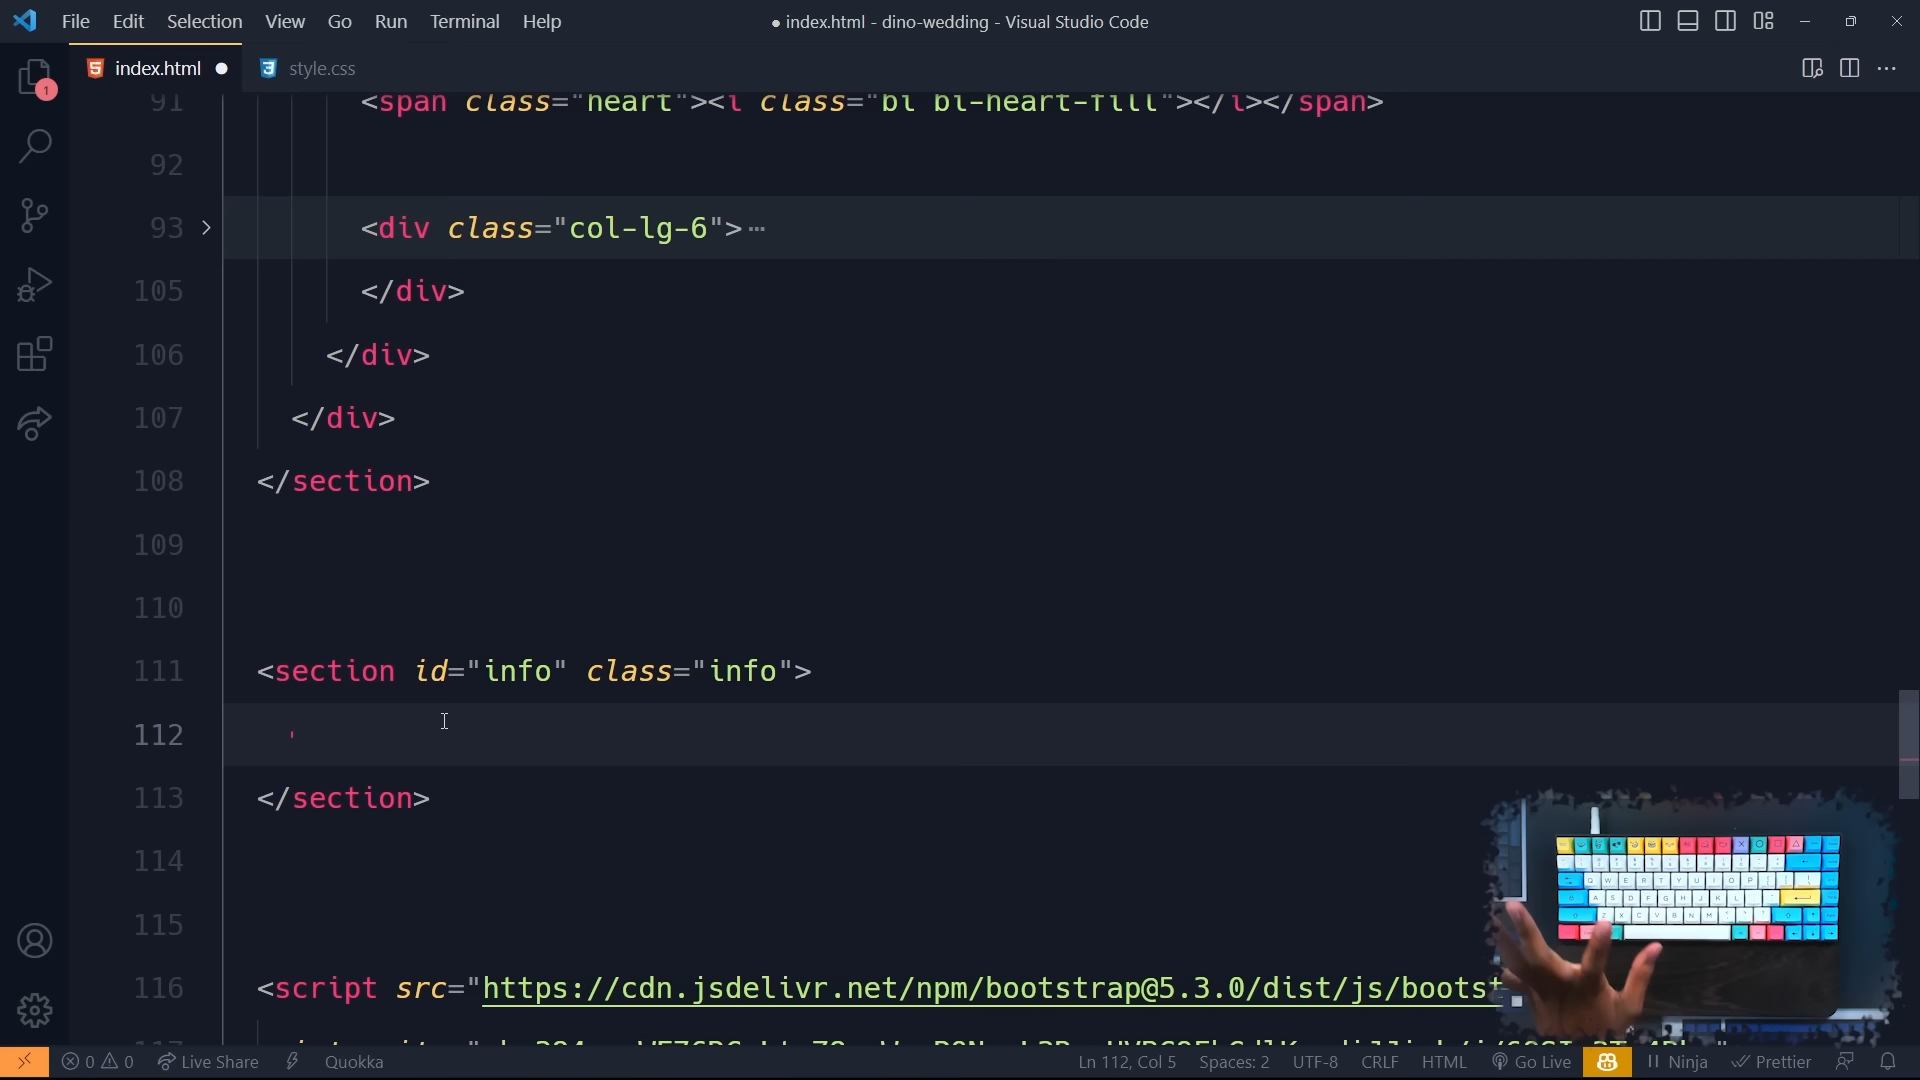 File Edit Selection View Go Run Terminal Help
● index.html - dino-wedding - Visual Studio Code
index.html ●
style.css
1
91 <span class="heart"><i class="bi bi-heart-fill"></i></span>
92
93 <div class="col-lg-6">…
105 </div>
106 </div>
107 </div>
108 </section>
109
110
111 <section id="info" class="info">
112
113 </section>
114
115
116 <script src="https://cdn.jsdelivr.net/npm/bootstrap@5.3.0/dist/js/bootst
0 0 Live Share Quokka
Ln 112, Col 5 Spaces: 2 UTF-8 CRLF HTML Go Live Ninja Prettier